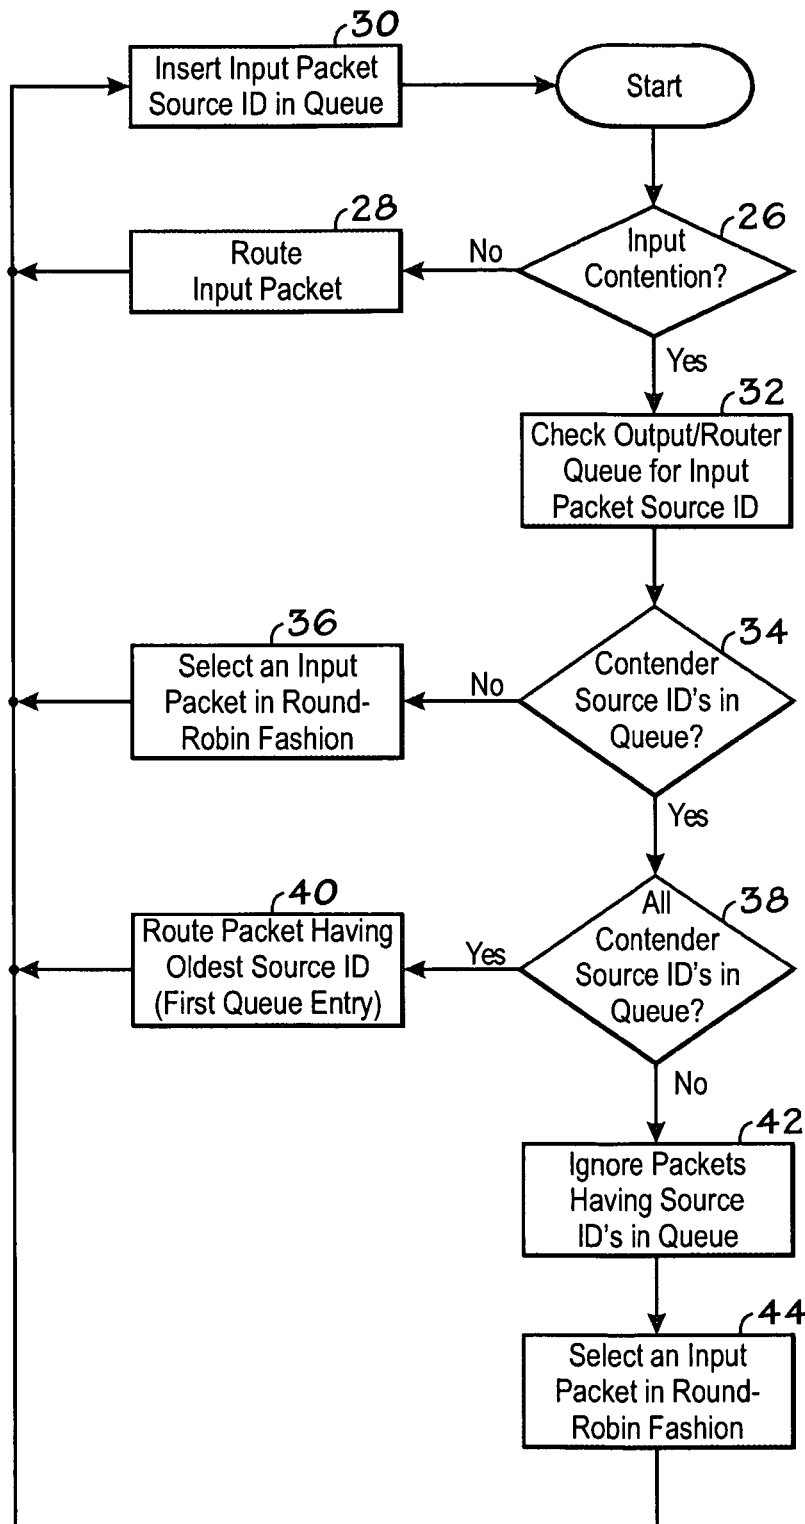 30
Insert Input Packet
Source ID in Queue
Start
28
Route
Input Packet
No
26
Input
Contention?
Yes
32
Check Output/Router
Queue for Input
Packet Source ID
36
Select an Input
Packet in Round-
Robin Fashion
No
34
Contender
Source ID's in
Queue?
Yes
40
Route Packet Having
Oldest Source ID
(First Queue Entry)
Yes
38
All
Contender
Source ID's in
Queue?
No
42
Ignore Packets
Having Source
ID's in Queue
44
Select an Input
Packet in Round-
Robin Fashion